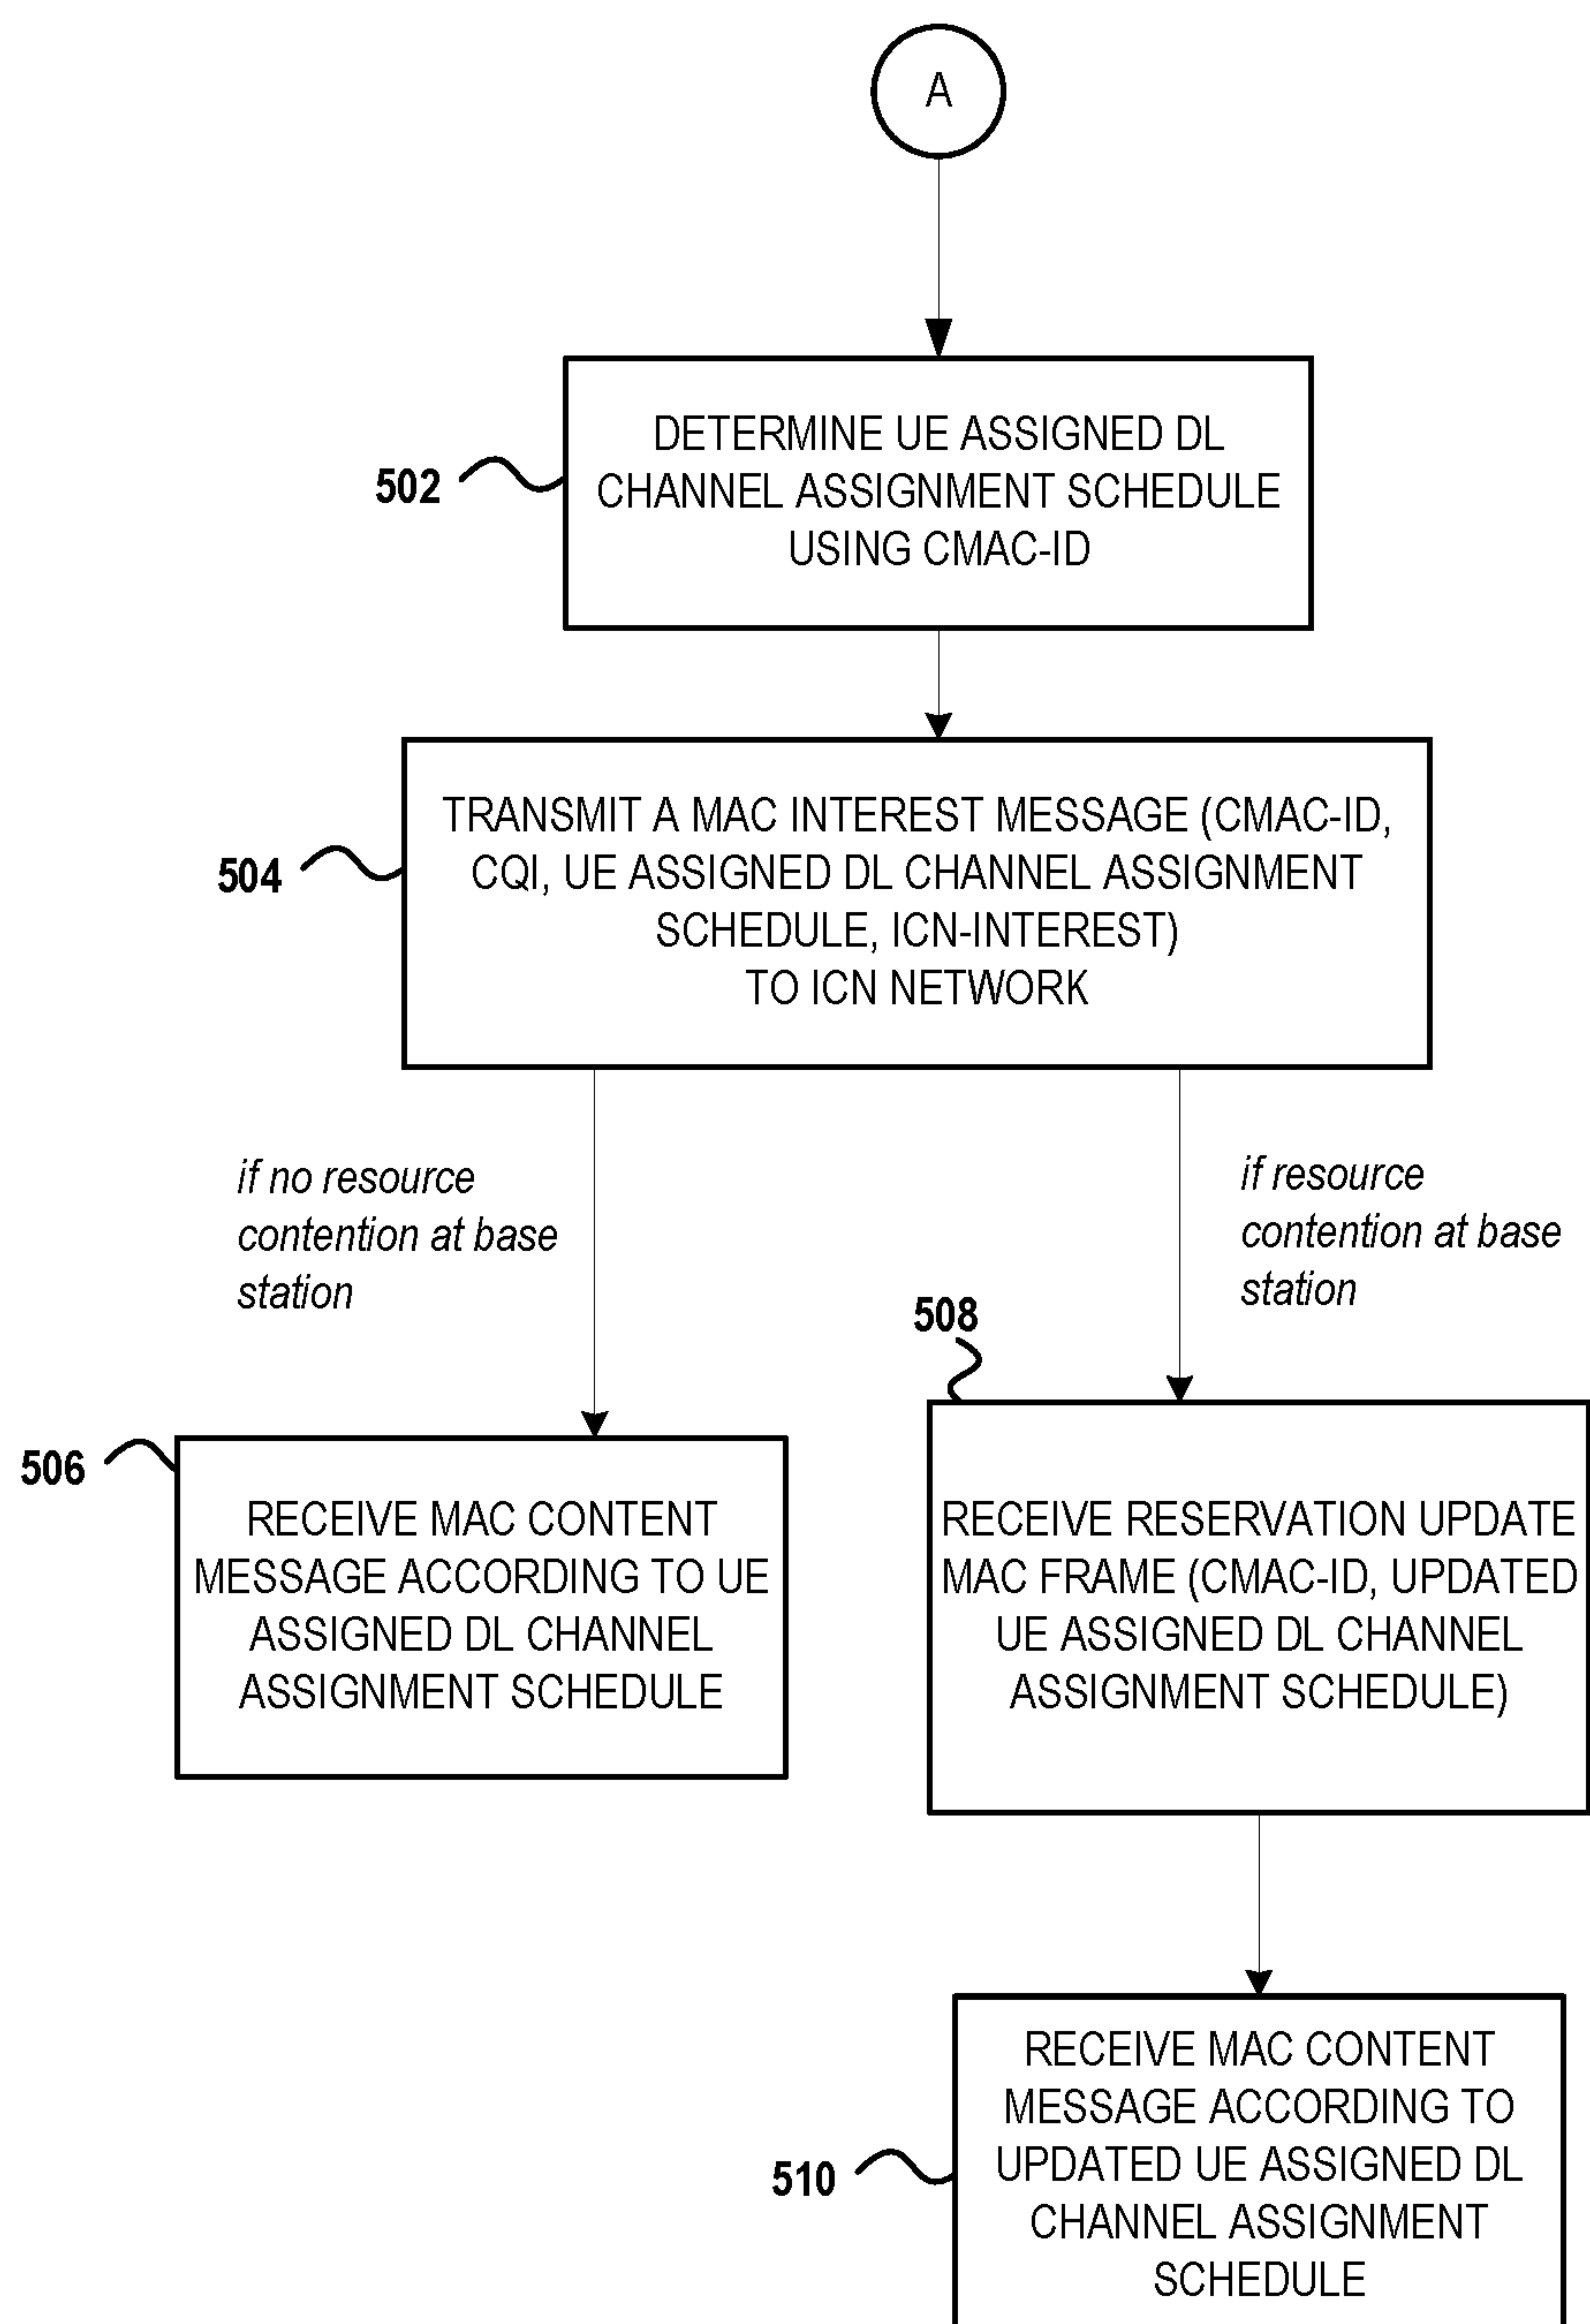 A
502
DETERMINE UE ASSIGNED DL
CHANNEL ASSIGNMENT SCHEDULE
USING CMAC-ID
504
TRANSMIT A MAC INTEREST MESSAGE (CMAC-ID,
CQI, UE ASSIGNED DL CHANNEL ASSIGNMENT
SCHEDULE, ICN-INTEREST)
TO ICN NETWORK
if no resource
contention at base
station
if resource
contention at base
station
506
RECEIVE MAC CONTENT
MESSAGE ACCORDING TO UE
ASSIGNED DL CHANNEL
ASSIGNMENT SCHEDULE
508
RECEIVE RESERVATION UPDATE
MAC FRAME (CMAC-ID, UPDATED
UE ASSIGNED DL CHANNEL
ASSIGNMENT SCHEDULE)
510
RECEIVE MAC CONTENT
MESSAGE ACCORDING TO
UPDATED UE ASSIGNED DL
CHANNEL ASSIGNMENT
SCHEDULE